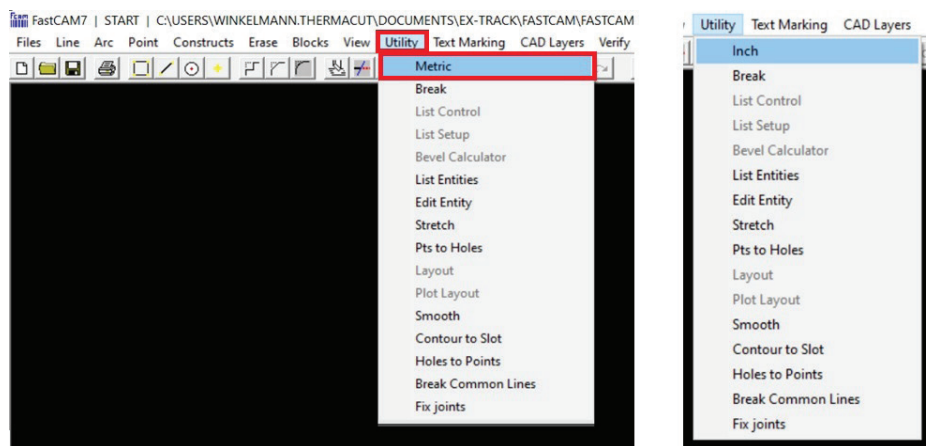 FastCAM7 | START | C:\USERS\WINKELMANN.THERMACUT\DOCUMENTS\EX-TRACK\FASTCAM\FASTCAM
Files Line Arc Point Constructs Erase Blocks View Utility Text Marking CAD Layers Verify
Metric
Break
List Control
List Setup
Bevel Calculator
List Entities
Edit Entity
Stretch
Pts to Holes
Layout
Plot Layout
Smooth
Contour to Slot
Holes to Points
Break Common Lines
Fix joints
Utility Text Marking CAD Layers
Inch
Break
List Control
List Setup
Bevel Calculator
List Entities
Edit Entity
Stretch
Pts to Holes
Layout
Plot Layout
Smooth
Contour to Slot
Holes to Points
Break Common Lines
Fix joints